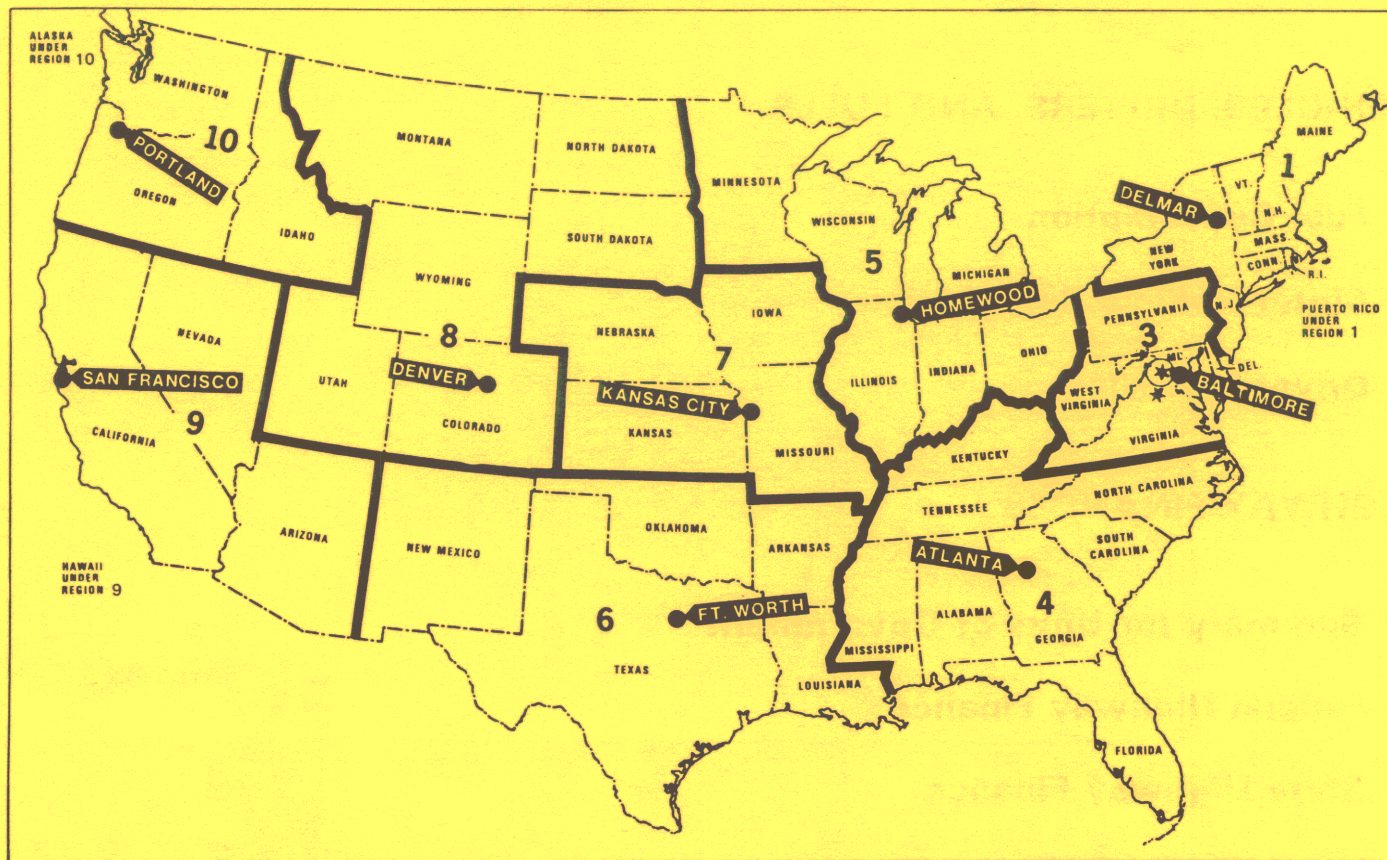 ALASKA
UNDER
REGION 10
WASHINGTON
10
PORTLAND
OREGON
IDAHO
MONTANA
NORTH DAKOTA
MINNESOTA
SOUTH DAKOTA
WYOMING
8
WISCONSIN
5
MICHIGAN
HOMEWOOD
MAINE
1
VT.
N.H.
DELMAR
MASS.
CONN.
R.I.
NEW
YORK
PENNSYLVANIA
N.J.
3
MD.
DEL.
BALTIMORE
PUERTO RICO
UNDER
REGION 1
NEVADA
UTAH
DENVER
COLORADO
NEBRASKA
IOWA
7
KANSAS CITY
KANSAS
MISSOURI
ILLINOIS
INDIANA
OHIO
WEST
VIRGINIA
VIRGINIA
KENTUCKY
SAN FRANCISCO
9
CALIFORNIA
ARIZONA
NEW MEXICO
OKLAHOMA
ARKANSAS
TENNESSEE
NORTH CAROLINA
SOUTH
CAROLINA
ATLANTA
4
ALABAMA
GEORGIA
HAWAII
UNDER
REGION 9
6
FT. WORTH
TEXAS
MISSISSIPPI
LOUISIANA
FLORIDA